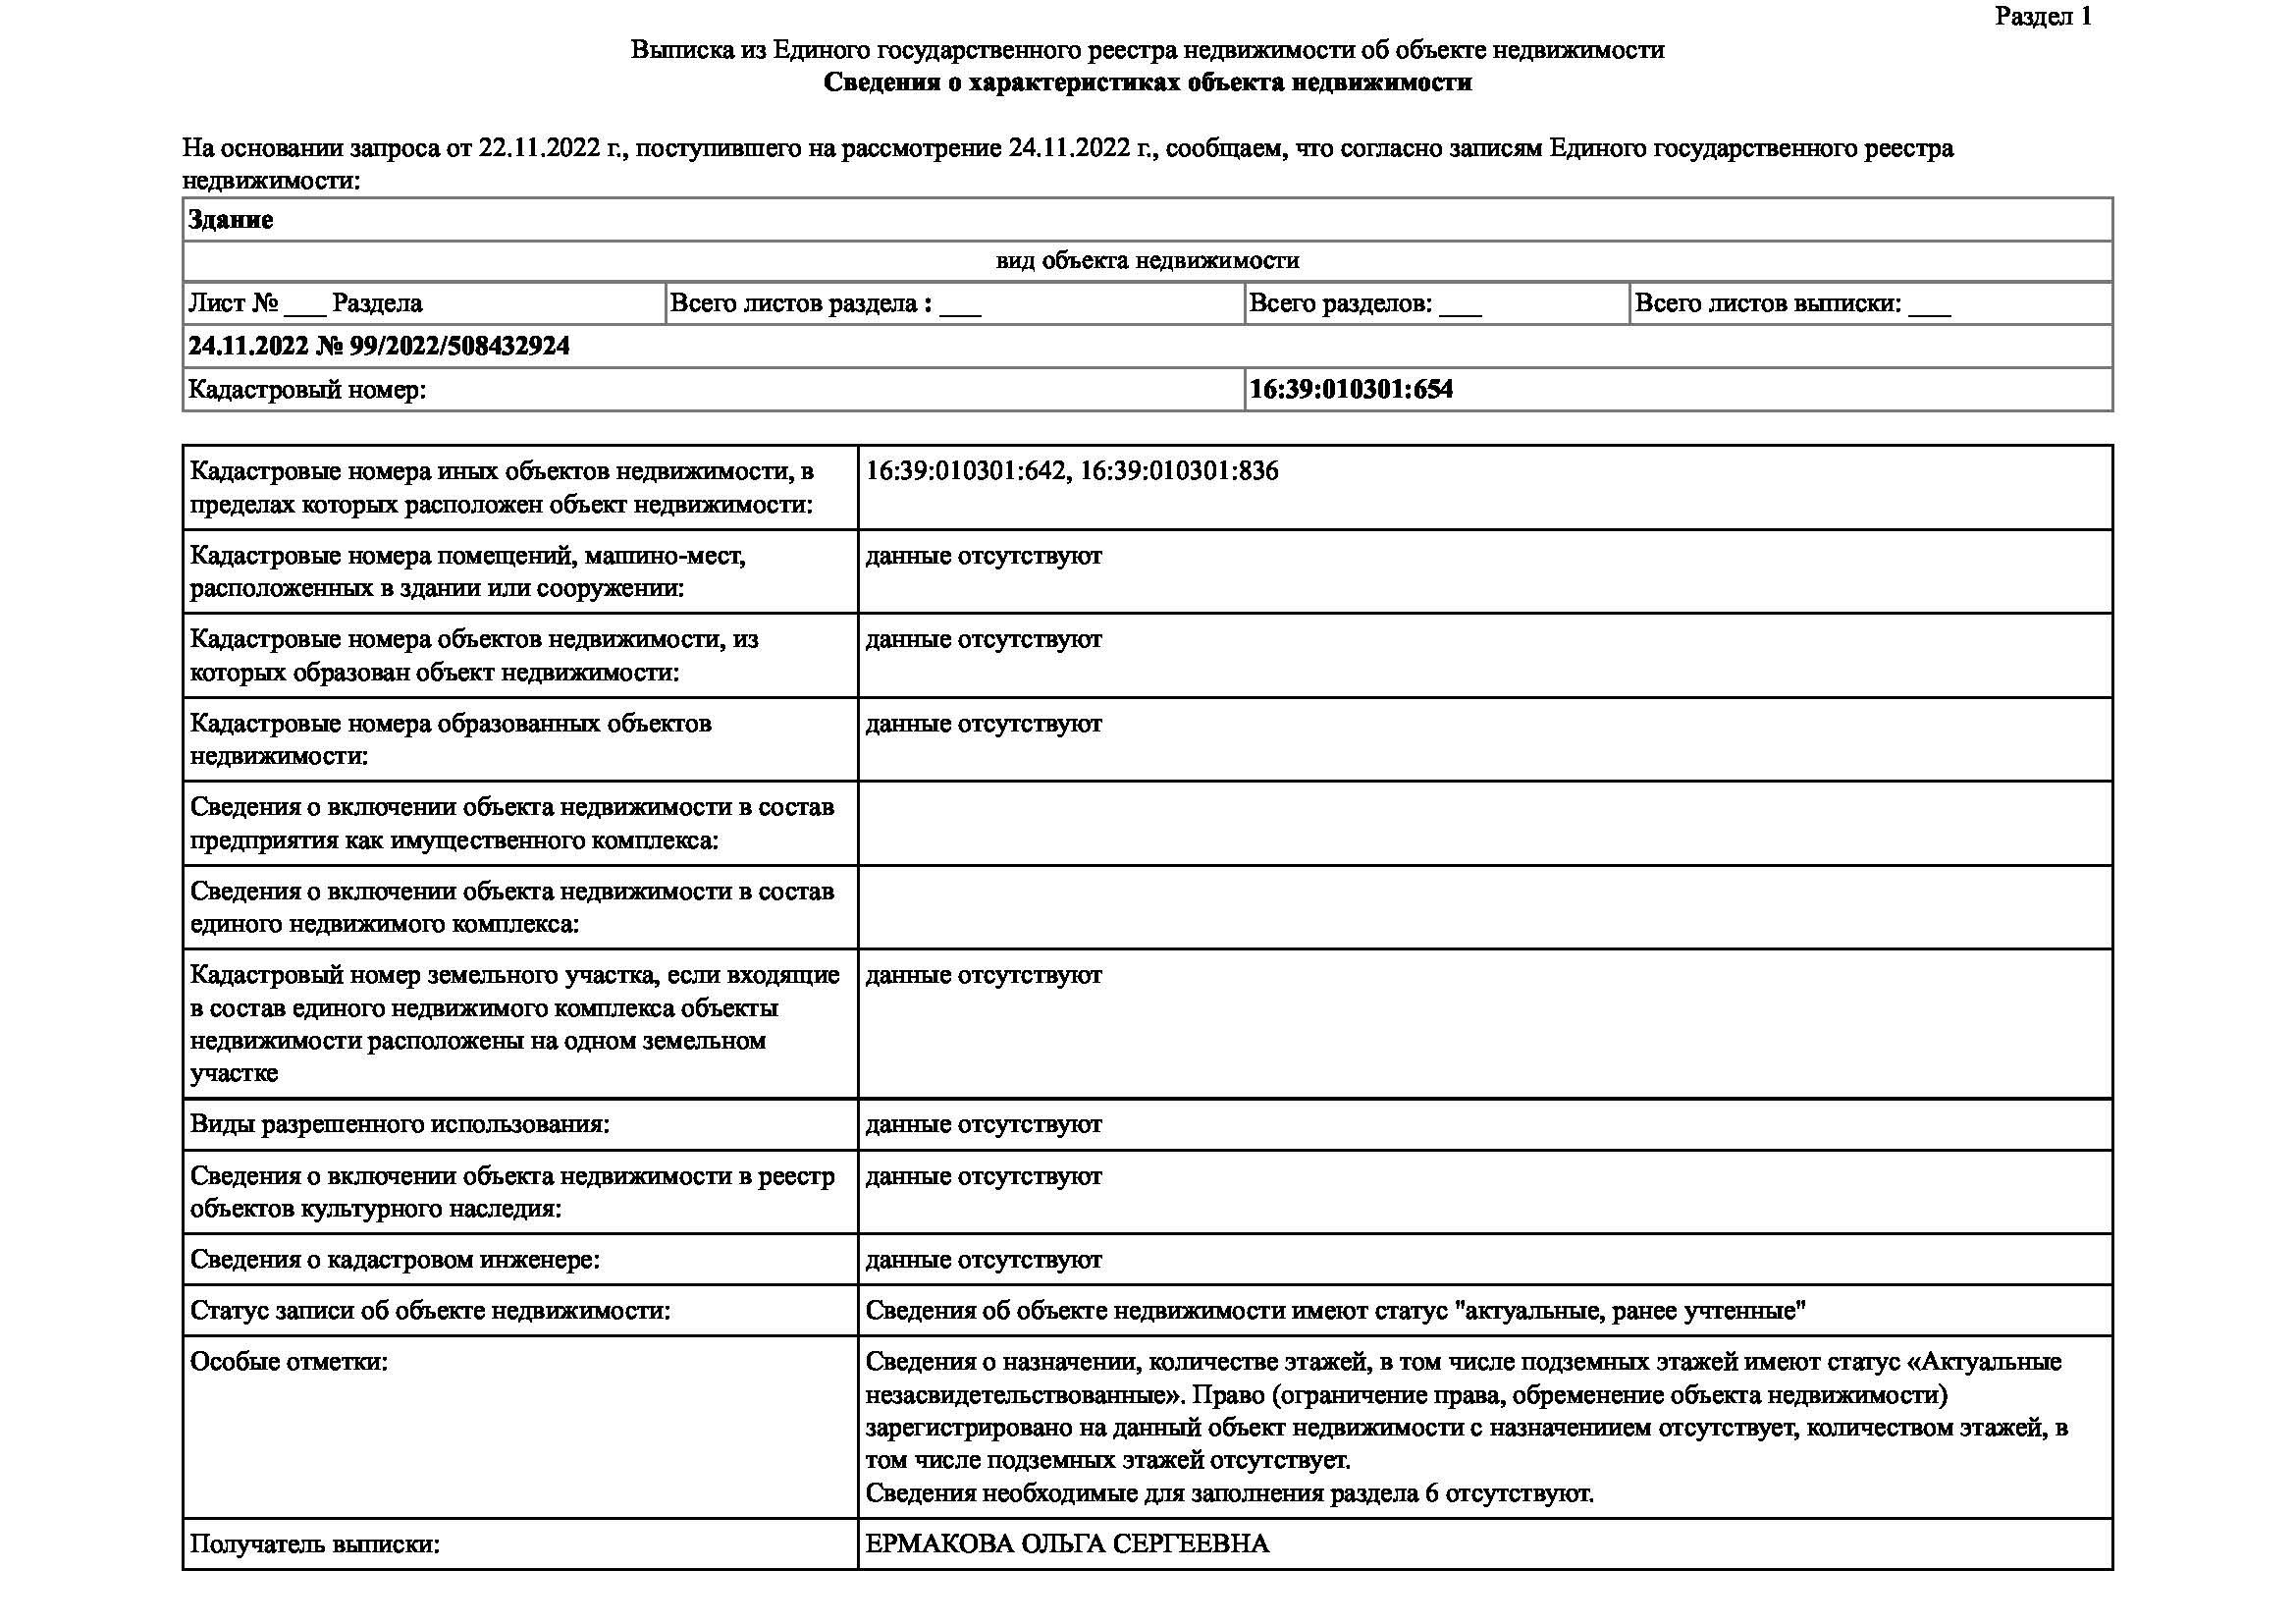 Раздел 1
Выписка из Единого государственного реестра недвижимости об объекте недвижимости
Сведения о характеристиках объекта недвижимости
На основании запроса от 22.11.2022 г., поступившего на рассмотрение 24.11.2022 г., сообщаем, что согласно записям Единого государственного реестра
недвижимости:
Здание
вид объекта недвижимости
Лист № ___ Раздела Всего листов раздела : ___ Всего разделов: ___ Всего листов выписки: ___
24.11.2022 № 99/2022/508432924
Кадастровый номер: 16:39:010301:654
Кадастровые номера иных объектов недвижимости, в 16:39:010301:642, 16:39:010301:836
пределах которых расположен объект недвижимости:
Кадастровые номера помещений, машино-мест, данные отсутствуют
расположенных в здании или сооружении:
Кадастровые номера объектов недвижимости, из данные отсутствуют
которых образован объект недвижимости:
Кадастровые номера образованных объектов данные отсутствуют
недвижимости:
Сведения о включении объекта недвижимости в состав
предприятия как имущественного комплекса:
Сведения о включении объекта недвижимости в состав
единого недвижимого комплекса:
Кадастровый номер земельного участка, если входящие данные отсутствуют
в состав единого недвижимого комплекса объекты
недвижимости расположены на одном земельном
участке
Виды разрешенного использования: данные отсутствуют
Сведения о включении объекта недвижимости в реестр данные отсутствуют
объектов культурного наследия:
Сведения о кадастровом инженере: данные отсутствуют
Статус записи об объекте недвижимости: Сведения об объекте недвижимости имеют статус "актуальные, ранее учтенные"
Особые отметки: Сведения о назначении, количестве этажей, в том числе подземных этажей имеют статус «Актуальные
незасвидетельствованные». Право (ограничение права, обременение объекта недвижимости)
зарегистрировано на данный объект недвижимости с назначениием отсутствует, количеством этажей, в
том числе подземных этажей отсутствует.
Сведения необходимые для заполнения раздела 6 отсутствуют.
Получатель выписки: ЕРМАКОВА ОЛЬГА СЕРГЕЕВНА